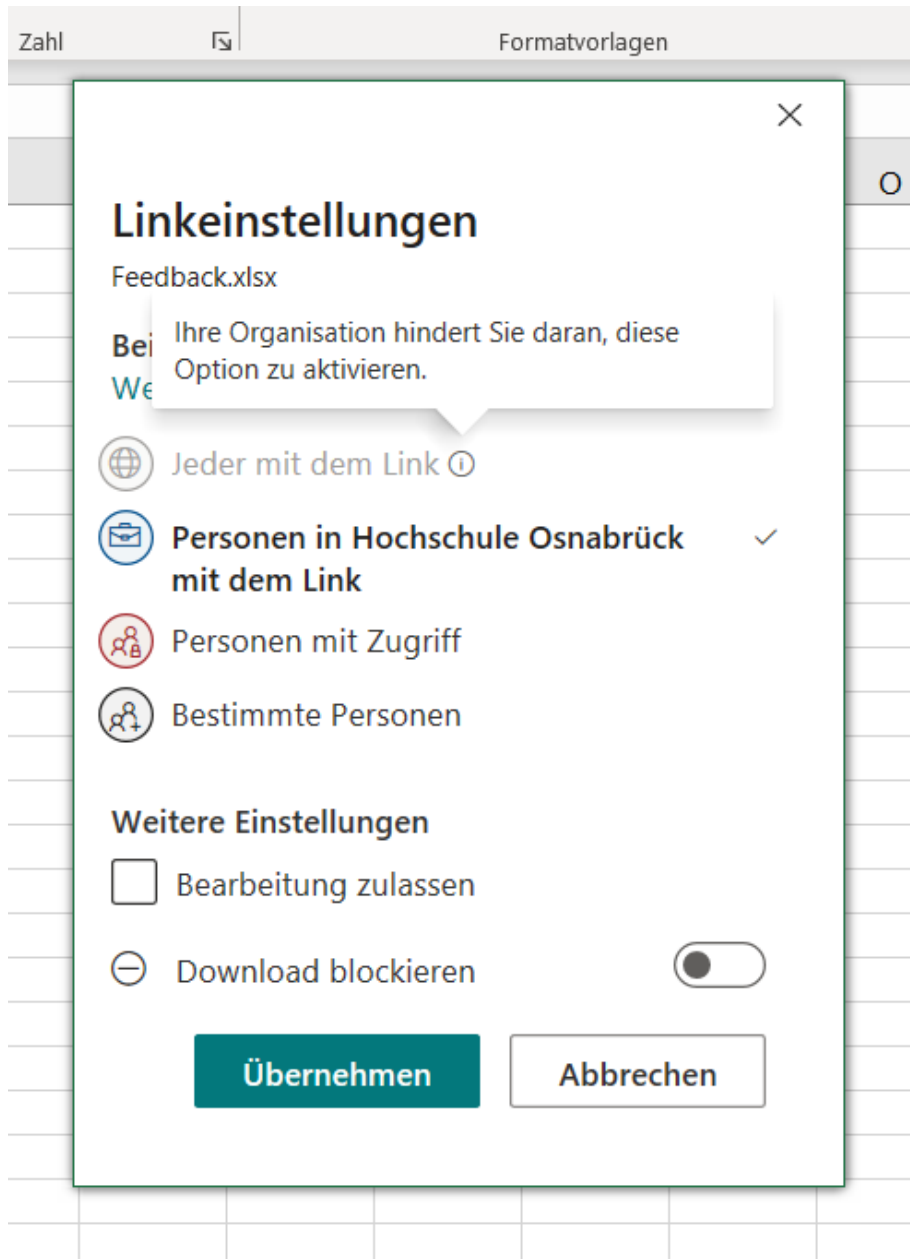 Zahl
Formatvorlagen
O
Linkeinstellungen
Feedback.xlsx
Ihre Organisation hindert Sie daran, diese
Option zu aktivieren.
Bei
We
Jeder mit dem Link
Personen in Hochschule Osnabrück
mit dem Link
Personen mit Zugriff
Bestimmte Personen
Weitere Einstellungen
Bearbeitung zulassen
Download blockieren
Übernehmen
Abbrechen